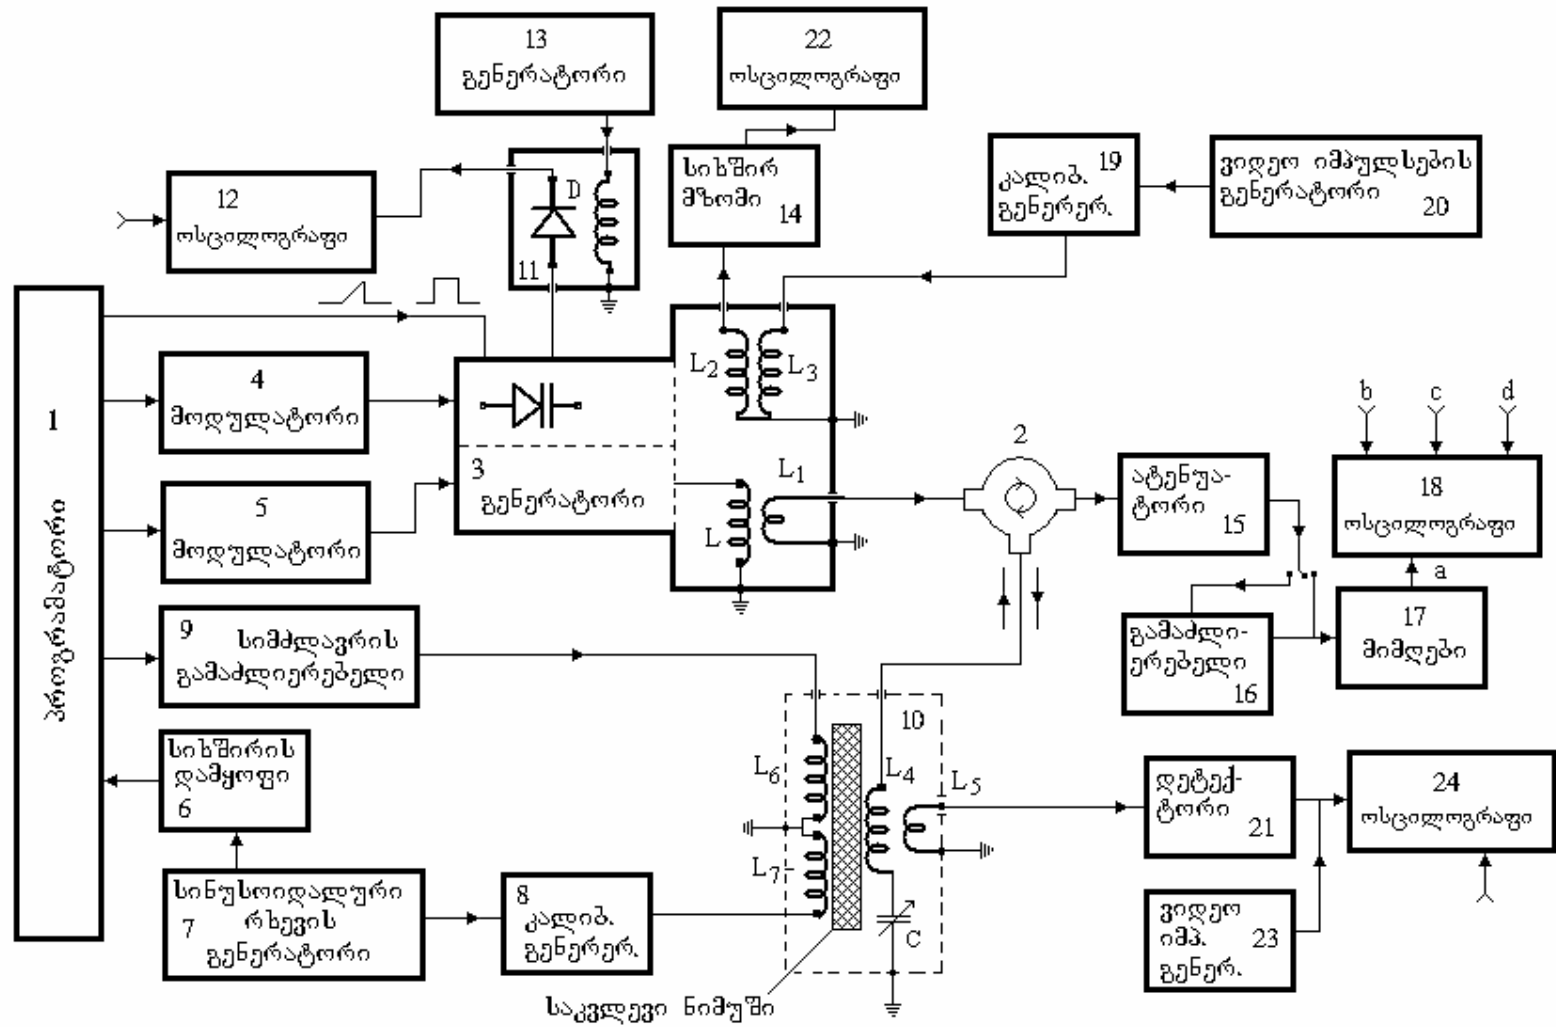 13
გენერატორი
22
ოსცილოგრაფი
12
ოსცილოგრაფი
D
11
სიხშირ
მზომი
14
19
კალიბ.
გენერერ.
ვიდეო იმპულსების
გენერატორი
20
1
პროგრამატორი
4
მოდულატორი
5
მოდულატორი
3
გენერატორი
L2
L3
L1
L
2
ატენუა-
ტორი
15
b
c
d
18
ოსცილოგრაფი
a
გამაძლი-
ერებელი
16
17
მიმღები
9
სიმძლავრის
გამაძლიერებელი
სიხშირის
დამყოფი
6
სინუსოიდალური
რხევის
7
გენერატორი
8
კალიბ.
გენერერ.
10
L6
L4
L5
L7
C
საკვლევი ნიმუში
დეტექ-
ტორი
21
24
ოსცილოგრაფი
ვიდეო
იმპ.
23
გენერ.